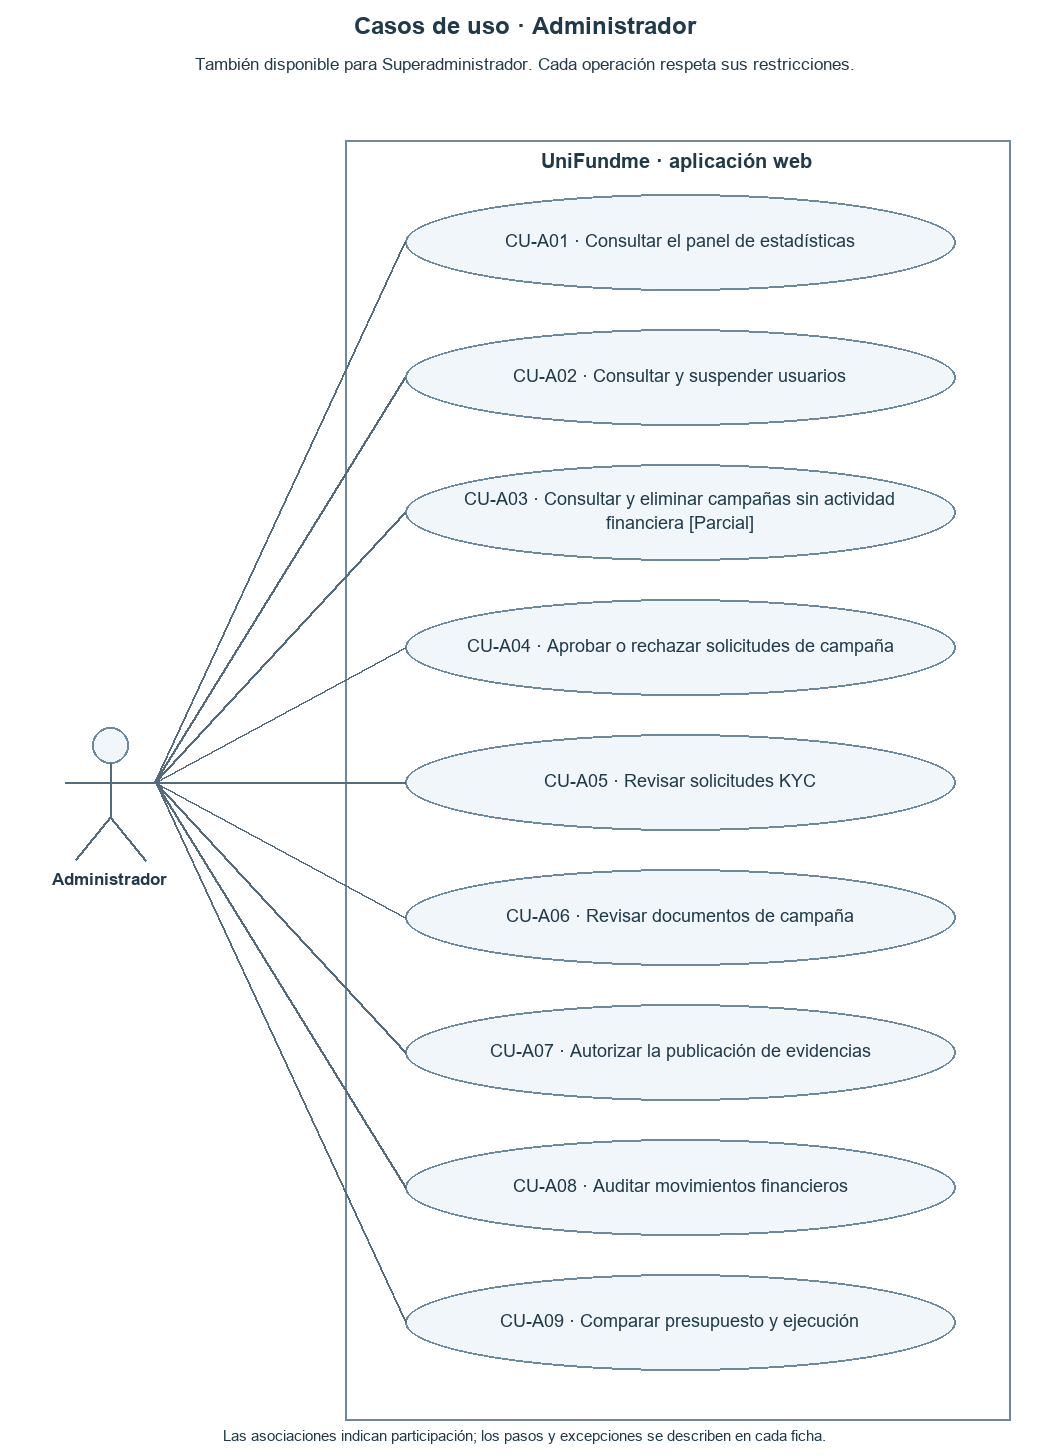 Casos de uso · Administrador
También disponible para Superadministrador. Cada operación respeta sus restricciones.
UniFundme · aplicación web
CU-A01 · Consultar el panel de estadísticas
CU-A02 · Consultar y suspender usuarios
CU-A03 · Consultar y eliminar campañas sin actividad
financiera [Parcial]
CU-A04 · Aprobar o rechazar solicitudes de campaña
CU-A05 · Revisar solicitudes KYC
Administrador
CU-A06 · Revisar documentos de campaña
CU-A07 · Autorizar la publicación de evidencias
CU-A08 · Auditar movimientos financieros
CU-A09 · Comparar presupuesto y ejecución
Las asociaciones indican participación; los pasos y excepciones se describen en cada ficha.